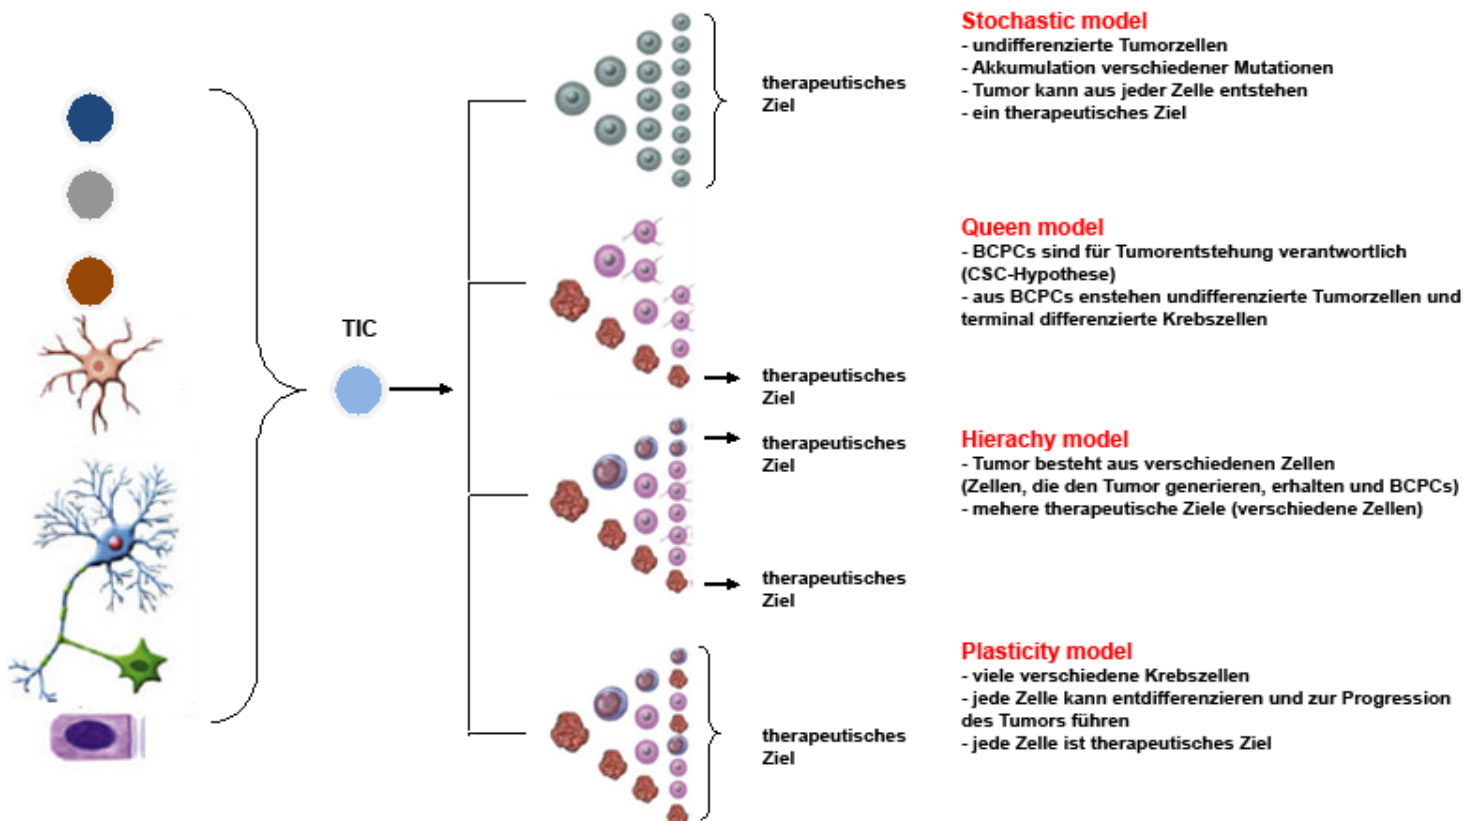 TIC
therapeutisches
Ziel
Stochastic model
- undifferenzierte Tumorzellen
- Akkumulation verschiedener Mutationen
- Tumor kann aus jeder Zelle entstehen
- ein therapeutisches Ziel
therapeutisches
Ziel
Queen model
- BCPCs sind für Tumorentstehung verantwortlich
(CSC-Hypothese)
- aus BCPCs enstehen undifferenzierte Tumorzellen und
terminal differenzierte Krebszellen
therapeutisches
Ziel
therapeutisches
Ziel
Hierachy model
- Tumor besteht aus verschiedenen Zellen
(Zellen, die den Tumor generieren, erhalten und BCPCs)
- mehere therapeutische Ziele (verschiedene Zellen)
therapeutisches
Ziel
Plasticity model
- viele verschiedene Krebszellen
- jede Zelle kann entdifferenzieren und zur Progression
des Tumors führen
- jede Zelle ist therapeutisches Ziel